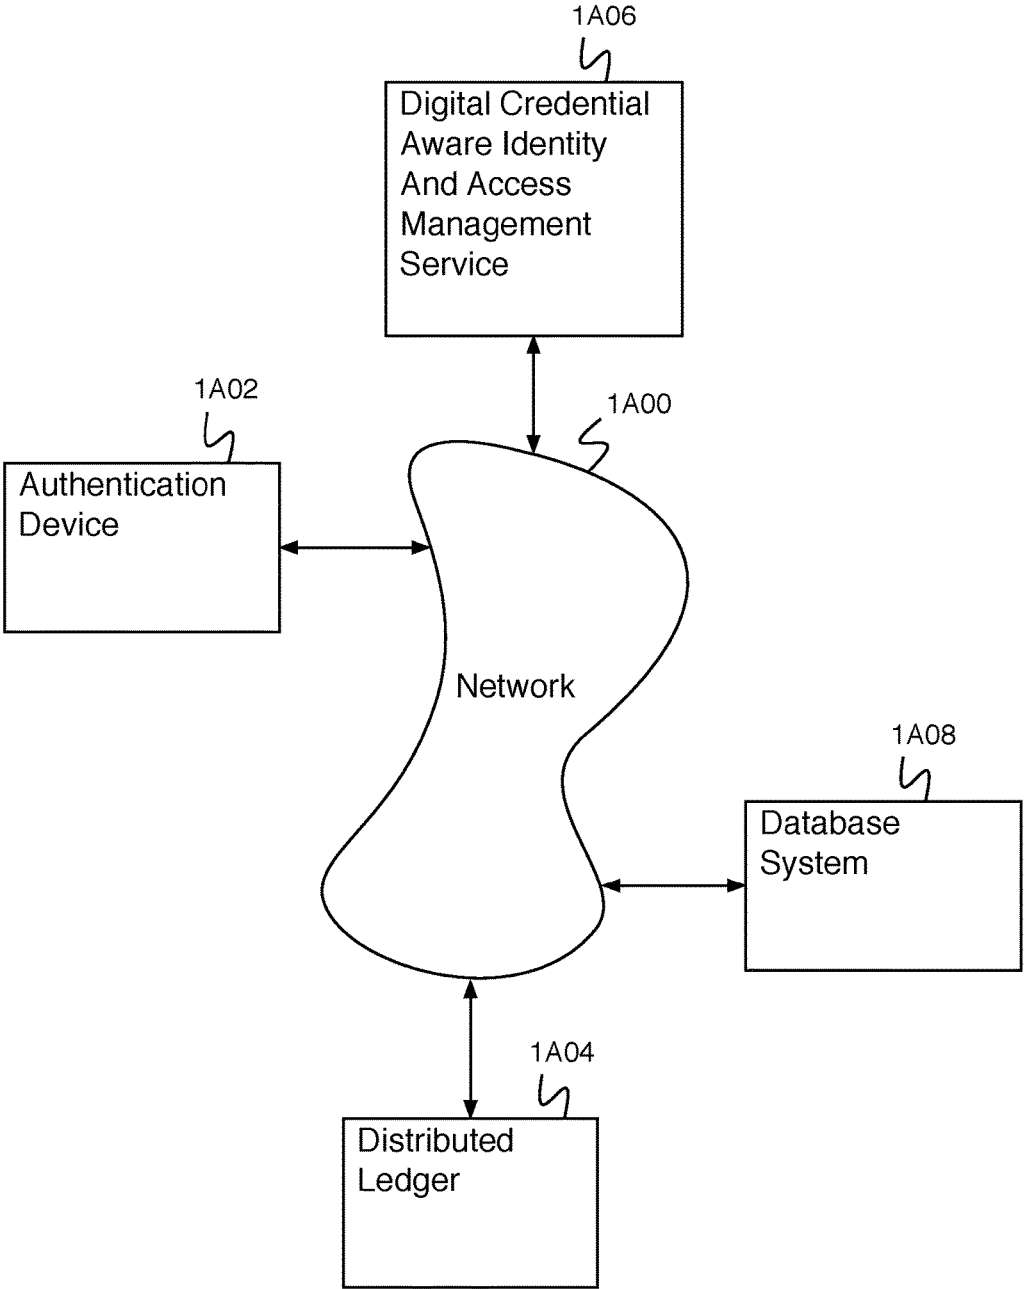 1A06
Digital Credential
Aware Identity
And Access
Management
Service
1A02
1A00
Authentication
Device
Network
1A08
Database
System
1A04
Distributed
Ledger